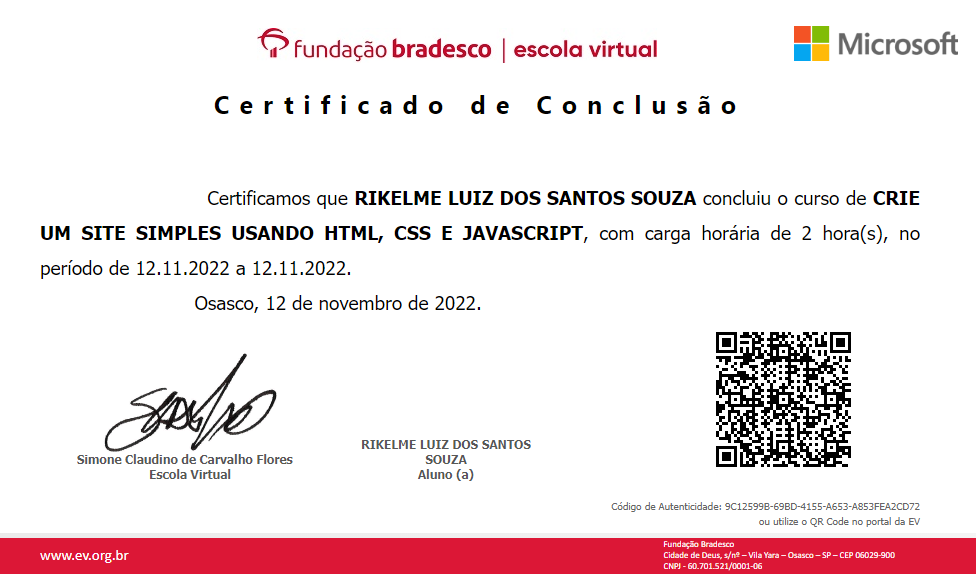 fundação bradesco | escola virtual
Microsoft
Certificado de Conclusão
Certificamos que RIKELME LUIZ DOS SANTOS SOUZA concluiu o curso de CRIE
UM SITE SIMPLES USANDO HTML, CSS E JAVASCRIPT, com carga horária de 2 hora(s), no
período de 12.11.2022 a 12.11.2022.
Osasco, 12 de novembro de 2022.
Simone Claudino de Carvalho Flores
Escola Virtual
RIKELME LUIZ DOS SANTOS
SOUZA
Aluno (a)
Código de Autenticidade: 9C12599B-69BD-4155-A653-A853FEA2CD72
ou utilize o QR Code no portal da EV
www.ev.org.br
Fundação Bradesco
Cidade de Deus, s/nº – Vila Yara – Osasco – SP – CEP 06029-900
CNPJ - 60.701.521/0001-06